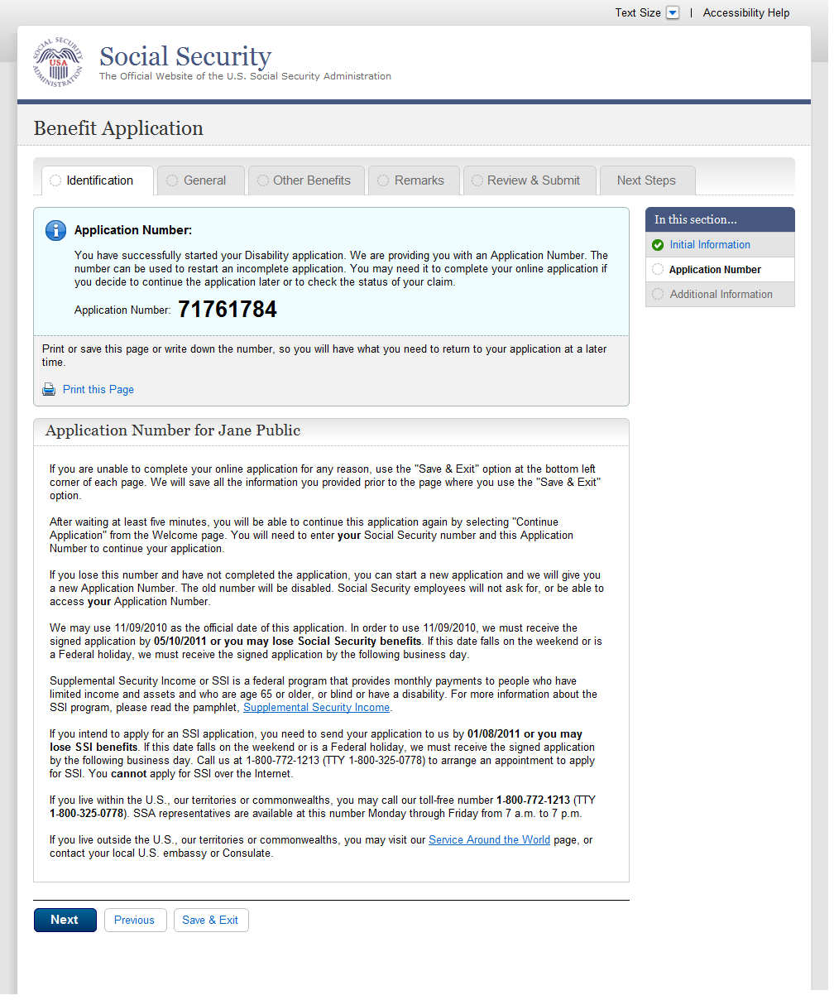 Text Size | Accessibility Help
SOCIAL SECURITY ADMINISTRATION
USA
Social Security
The Official Website of the U.S. Social Security Administration
Benefit Application
Identification General Other Benefits Remarks Review & Submit Next Steps
Application Number:
You have successfully started your Disability application. We are providing you with an Application Number. The
number can be used to restart an incomplete application. You may need it to complete your online application if
you decide to continue the application later or to check the status of your claim.
Application Number: 71761784
Print or save this page or write down the number, so you will have what you need to return to your application at a later
time.
Print this Page
In this section...
Initial Information
Application Number
Additional Information
Application Number for Jane Public
If you are unable to complete your online application for any reason, use the "Save & Exit" option at the bottom left
corner of each page. We will save all the information you provided prior to the page where you use the "Save & Exit"
option.
After waiting at least five minutes, you will be able to continue this application again by selecting "Continue
Application" from the Welcome page. You will need to enter your Social Security number and this Application
Number to continue your application.
If you lose this number and have not completed the application, you can start a new application and we will give you
a new Application Number. The old number will be disabled. Social Security employees will not ask for, or be able to
access your Application Number.
We may use 11/09/2010 as the official date of this application. In order to use 11/09/2010, we must receive the
signed application by 05/10/2011 or you may lose Social Security benefits. If this date falls on the weekend or is
a Federal holiday, we must receive the signed application by the following business day.
Supplemental Security Income or SSI is a federal program that provides monthly payments to people who have
limited income and assets and who are age 65 or older, or blind or have a disability. For more information about the
SSI program, please read the pamphlet, Supplemental Security Income.
If you intend to apply for an SSI application, you need to send your application to us by 01/08/2011 or you may
lose SSI benefits. If this date falls on the weekend or is a Federal holiday, we must receive the signed application
by the following business day. Call us at 1-800-772-1213 (TTY 1-800-325-0778) to arrange an appointment to apply
for SSI. You cannot apply for SSI over the Internet.
If you live within the U.S., our territories or commonwealths, you may call our toll-free number 1-800-772-1213 (TTY
1-800-325-0778). SSA representatives are available at this number Monday through Friday from 7 a.m. to 7 p.m.
If you live outside the U.S., our territories or commonwealths, you may visit our Service Around the World page, or
contact your local U.S. embassy or Consulate.
Next Previous Save & Exit